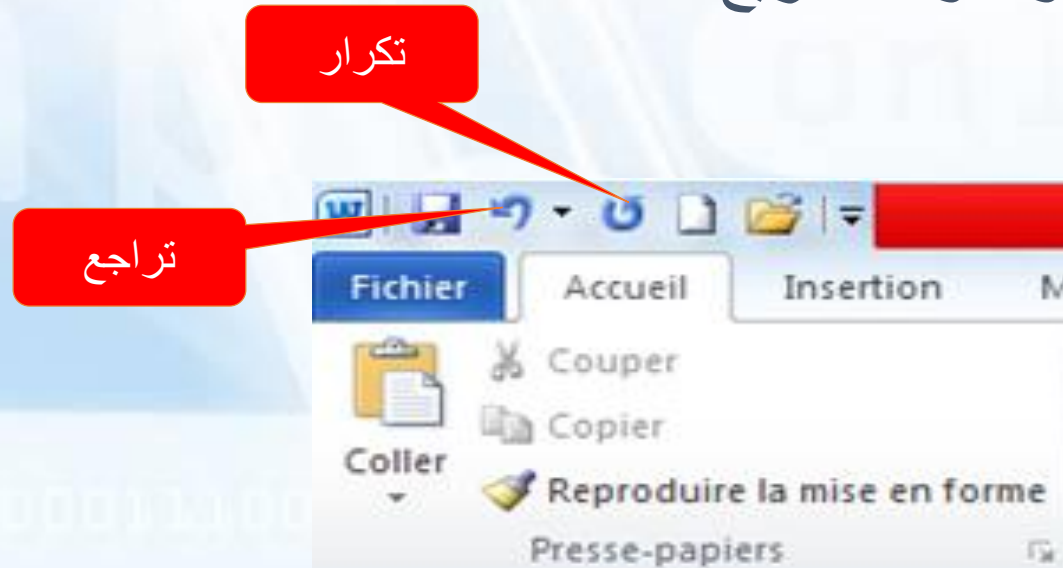 تكرار
تراجع
W
Fichier Accueil Insertion M
Couper
Copier
Coller
Reproduire la mise en forme
Presse-papiers